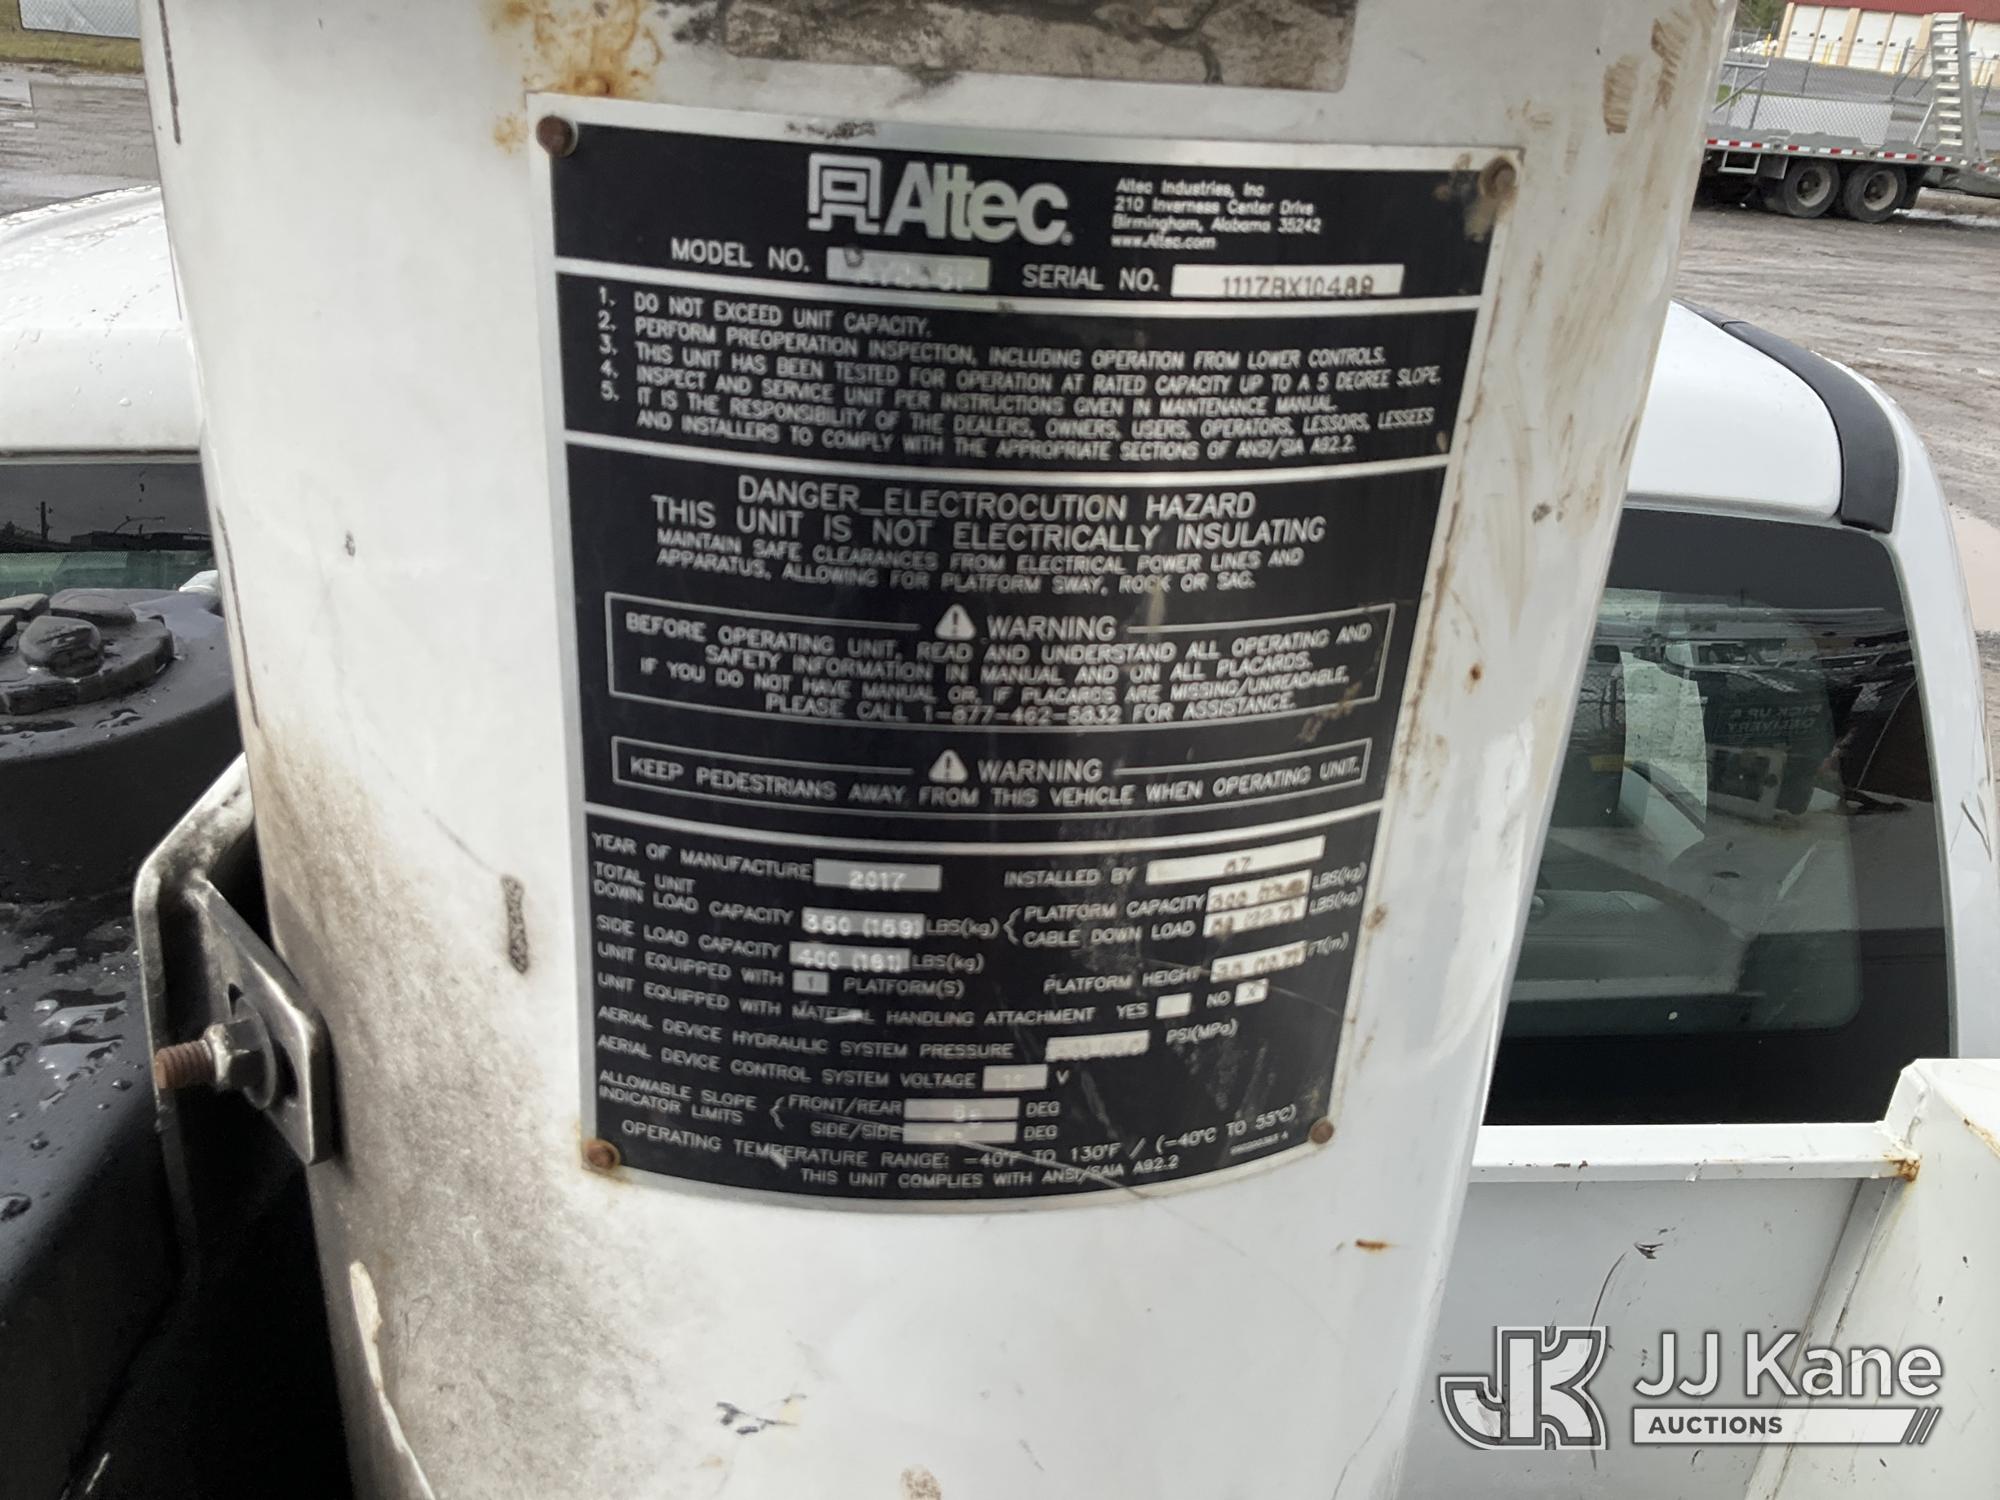 Altec
Altec Industries, Inc
210 Inverness Center Drive
Birmingham, Alabama 35242
www.Altec.com
MODEL NO. SERIAL NO.
1. DO NOT EXCEED UNIT CAPACITY.
2. PERFORM PREOPERATION INSPECTION, INCLUDING OPERATION FROM LOWER CONTROLS.
3. THIS UNIT HAS BEEN TESTED FOR OPERATION AT RATED CAPACITY UP TO A 5 DEGREE SLOPE.
4. INSPECT AND SERVICE UNIT PER INSTRUCTIONS GIVEN IN MAINTENANCE MANUAL.
5. IT IS THE RESPONSIBILITY OF THE DEALERS, OWNERS, USERS, OPERATORS, LESSORS, LESSEES
AND INSTALLERS TO COMPLY WITH THE APPROPRIATE SECTIONS OF ANSI/SIA A92.2.
DANGER_ELECTROCUTION HAZARD
THIS UNIT IS NOT ELECTRICALLY INSULATING
MAINTAIN SAFE CLEARANCES FROM ELECTRICAL POWER LINES AND
APPARATUS, ALLOWING FOR PLATFORM SWAY, ROCK OR SAG.
WARNING
BEFORE OPERATING UNIT, READ AND UNDERSTAND ALL OPERATING AND
SAFETY INFORMATION IN MANUAL AND ON ALL PLACARDS.
IF YOU DO NOT HAVE MANUAL OR IF PLACARDS ARE MISSING/UNREADABLE,
PLEASE CALL 1-877-462-5832 FOR ASSISTANCE.
WARNING
KEEP PEDESTRIANS AWAY FROM THIS VEHICLE WHEN OPERATING UNIT.
YEAR OF MANUFACTURE 2017 INSTALLED BY 67
TOTAL UNIT
DOWN LOAD CAPACITY 350 (159) LBS(kg) PLATFORM CAPACITY LBS(kg)
CABLE DOWN LOAD LBS(kg)
SIDE LOAD CAPACITY 400 (181) LBS(kg)
UNIT EQUIPPED WITH 1 PLATFORM(S) PLATFORM HEIGHT FT(m)
UNIT EQUIPPED WITH MATERIAL HANDLING ATTACHMENT YES NO X
AERIAL DEVICE HYDRAULIC SYSTEM PRESSURE PSI(MPa)
AERIAL DEVICE CONTROL SYSTEM VOLTAGE V
ALLOWABLE SLOPE
INDICATOR LIMITS FRONT/REAR DEG
SIDE/SIDE DEG
OPERATING TEMPERATURE RANGE: -40°F TO 130°F / (-40°C TO 55°C)
THIS UNIT COMPLIES WITH ANSI/SAIA A92.2
PICK UP &
DELIVERY
JJ Kane
AUCTIONS